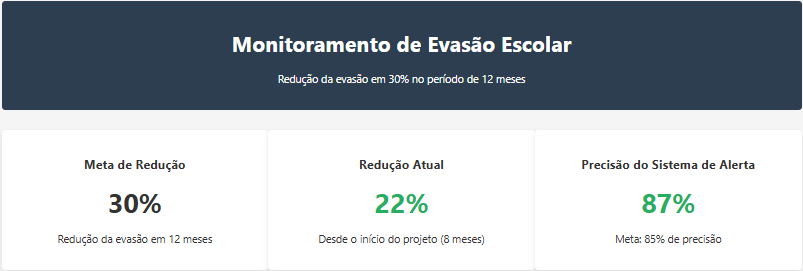 Monitoramento de Evasão Escolar
Redução da evasão em 30% no período de 12 meses
Meta de Redução
30%
Redução da evasão em 12 meses
Redução Atual
22%
Desde o início do projeto (8 meses)
Precisão do Sistema de Alerta
87%
Meta: 85% de precisão